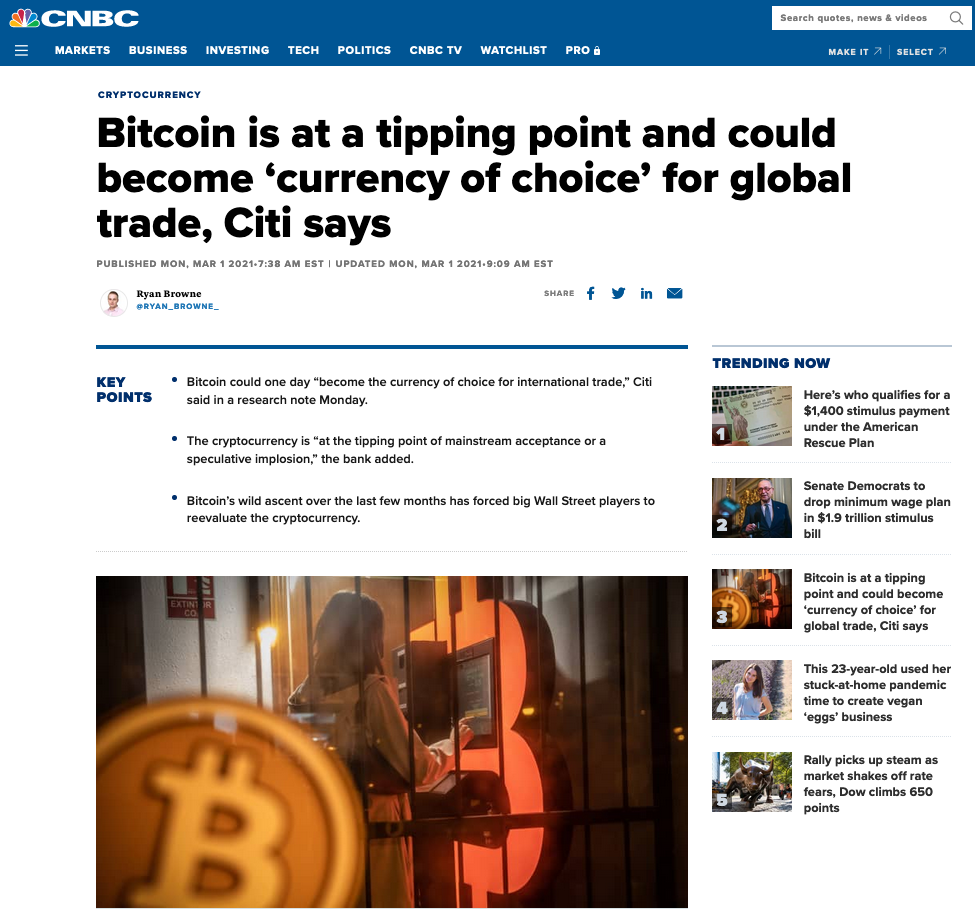 CNBC
Search quotes, news & videos
MARKETS BUSINESS INVESTING TECH POLITICS CNBC TV WATCHLIST PRO
MAKE IT SELECT
CRYPTOCURRENCY
Bitcoin is at a tipping point and could
become ‘currency of choice’ for global
trade, Citi says
PUBLISHED MON, MAR 1 2021•7:38 AM EST | UPDATED MON, MAR 1 2021•9:09 AM EST
Ryan Browne
@RYAN_BROWNE_
SHARE
KEY
POINTS
Bitcoin could one day “become the currency of choice for international trade,” Citi
said in a research note Monday.
The cryptocurrency is “at the tipping point of mainstream acceptance or a
speculative implosion,” the bank added.
Bitcoin’s wild ascent over the last few months has forced big Wall Street players to
reevaluate the cryptocurrency.
EXTINTOR
TRENDING NOW
1
Here’s who qualifies for a
$1,400 stimulus payment
under the American
Rescue Plan
2
Senate Democrats to
drop minimum wage plan
in $1.9 trillion stimulus
bill
3
Bitcoin is at a tipping
point and could become
‘currency of choice’ for
global trade, Citi says
4
This 23-year-old used her
stuck-at-home pandemic
time to create vegan
‘eggs’ business
5
Rally picks up steam as
market shakes off rate
fears, Dow climbs 650
points